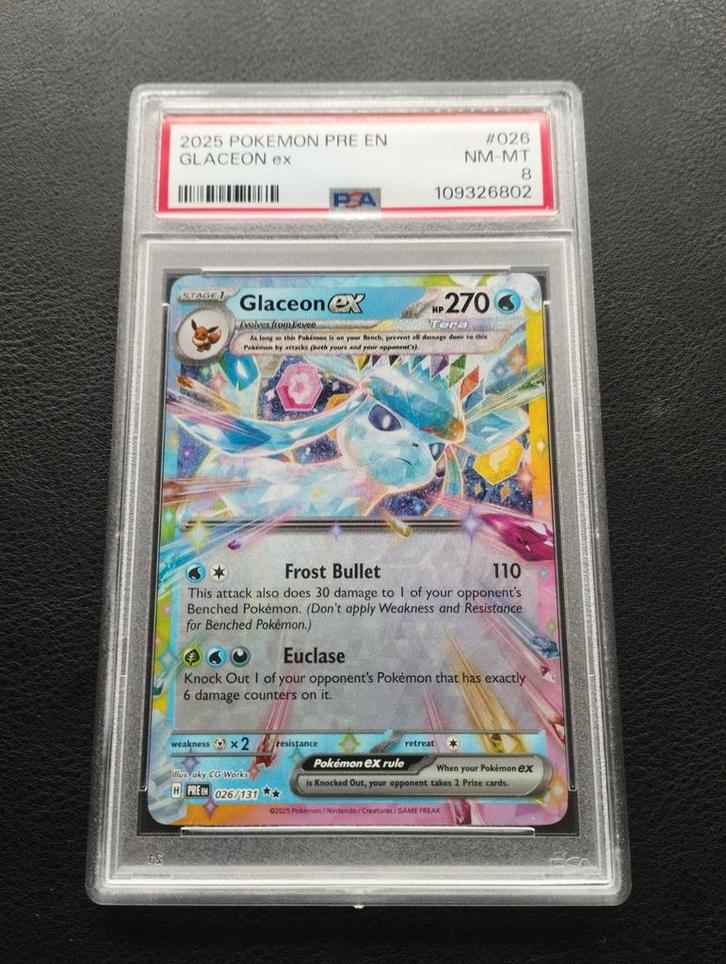 2025 POKEMON PRE EN #026
GLACEON ex NM-MT
8
PSA 109326802
STAGE 1 Glaceon ex HP 270
Evolves from Eevee Tera
As long as this Pokémon is on your Bench, prevent all damage done to this
Pokémon by attacks (both yours and your opponent's).
Frost Bullet 110
This attack also does 30 damage to 1 of your opponent's
Benched Pokémon. (Don't apply Weakness and Resistance
for Benched Pokémon.)
Euclase
Knock Out 1 of your opponent's Pokémon that has exactly
6 damage counters on it.
weakness ×2 resistance retreat
Pokémon ex rule When your Pokémon ex
is Knocked Out, your opponent takes 2 Prize cards.
Illus. aky CG Works
H PRE EN 026/131
©2025 Pokémon / Nintendo / Creatures / GAME FREAK